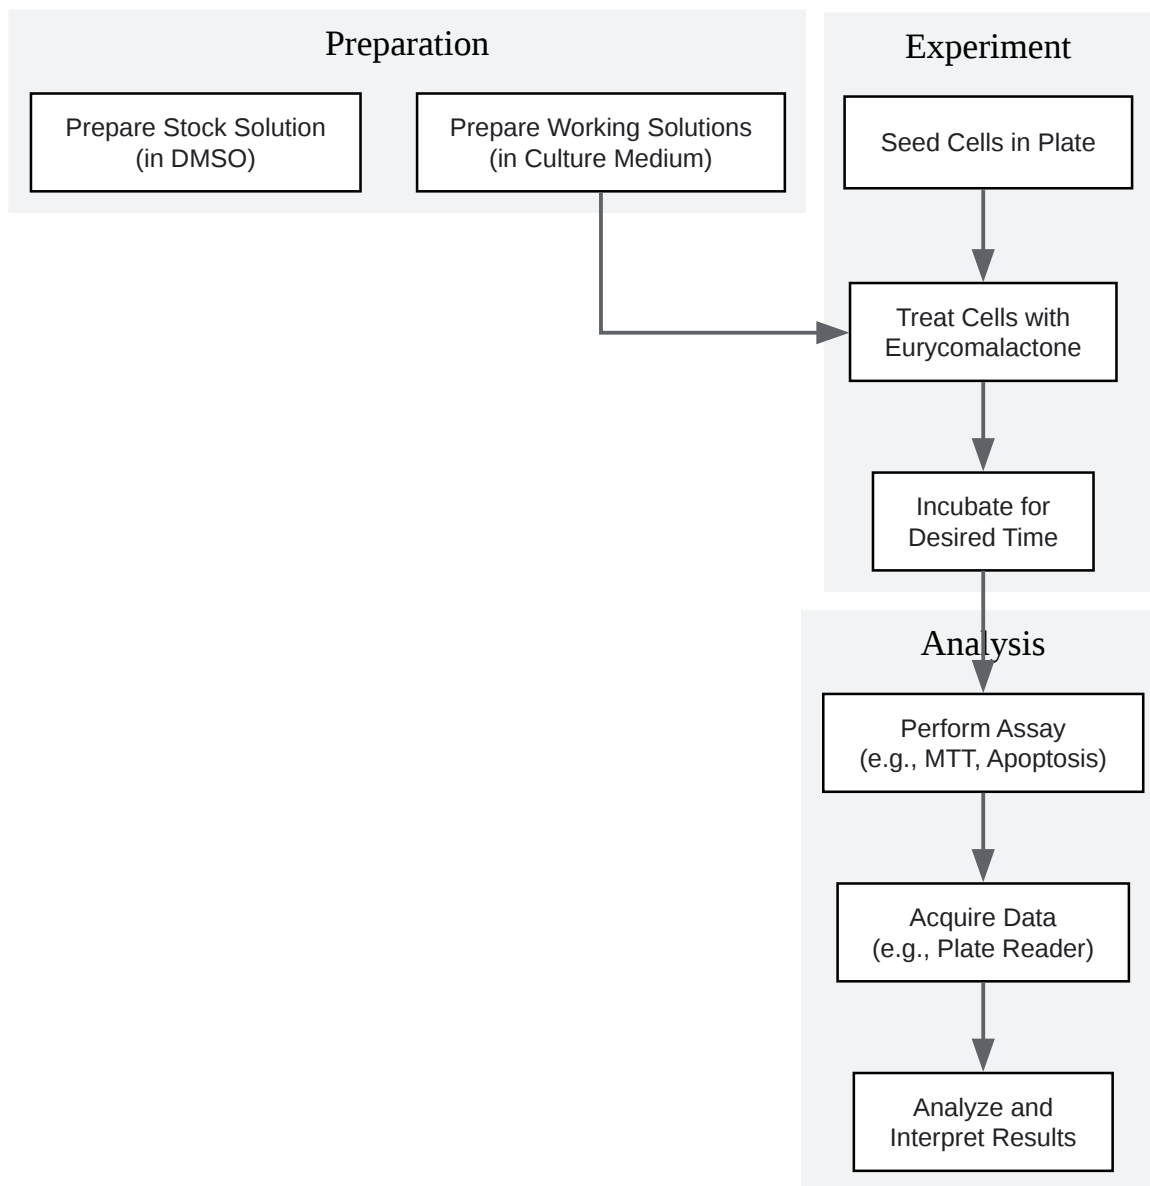 Preparation
Prepare Stock Solution
(in DMSO)
Prepare Working Solutions
(in Culture Medium)
Experiment
Seed Cells in Plate
Treat Cells with
Eurycomalactone
Incubate for
Desired Time
Analysis
Perform Assay
(e.g., MTT, Apoptosis)
Acquire Data
(e.g., Plate Reader)
Analyze and
Interpret Results